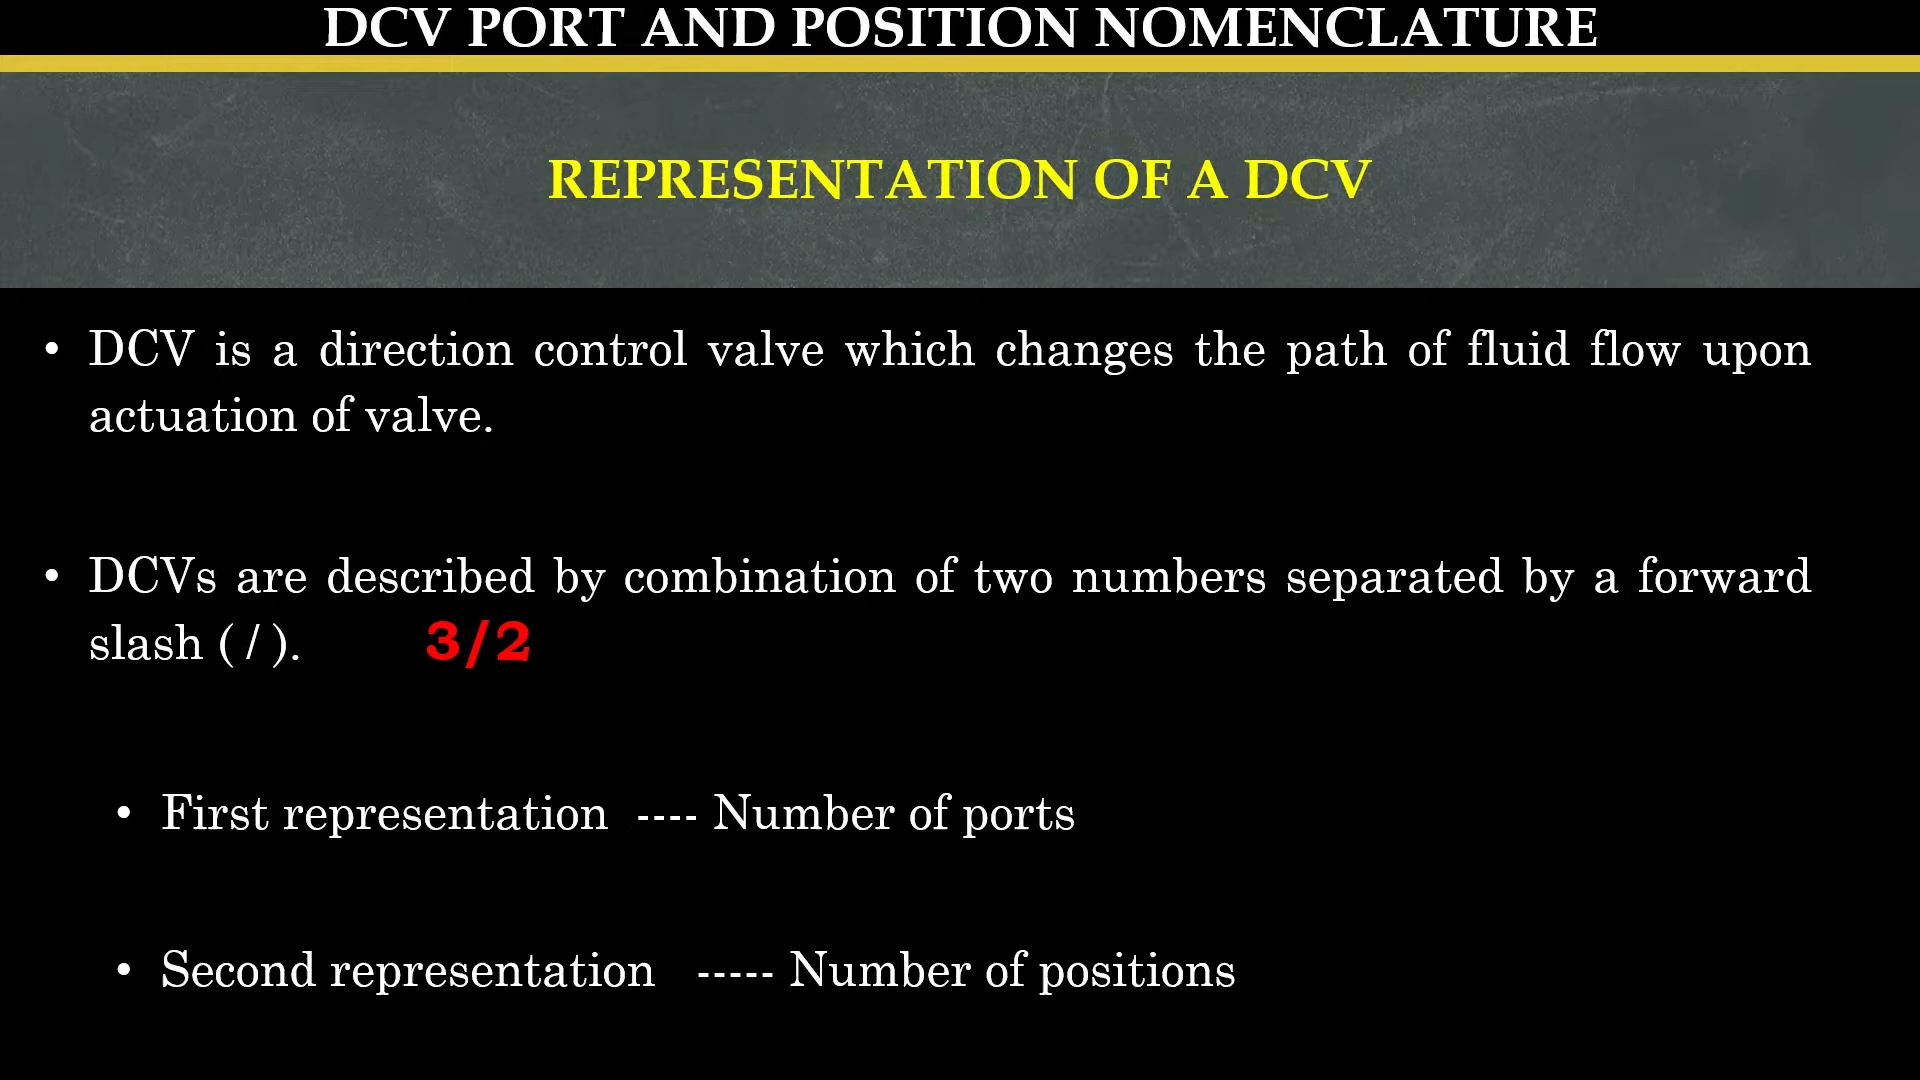 DCV PORT AND POSITION NOMENCLATURE
REPRESENTATION OF A DCV
• DCV is a direction control valve which changes the path of fluid flow upon
actuation of valve.
• DCVs are described by combination of two numbers separated by a forward
slash ( / ). 3/2
• First representation ---- Number of ports
• Second representation ----- Number of positions